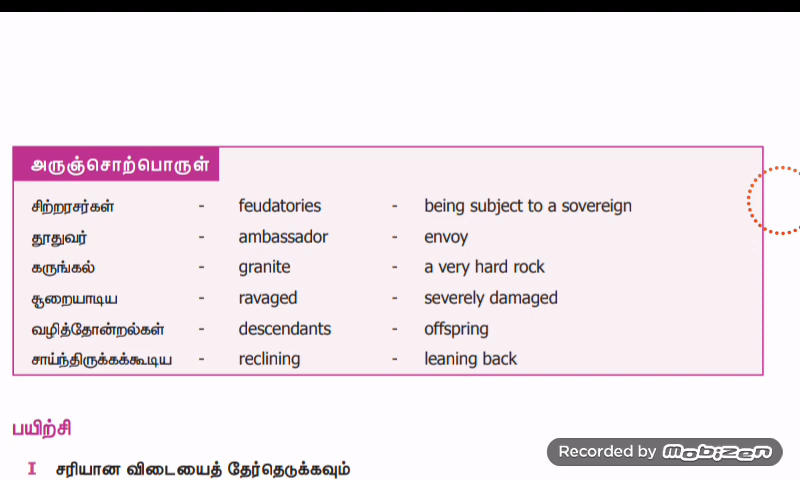 அருஞ்சொற்பொருள்
சிற்றரசர்கள் - feudatories - being subject to a sovereign
தூதுவர் - ambassador - envoy
கருங்கல் - granite - a very hard rock
சூறையாடிய - ravaged - severely damaged
வழித்தோன்றல்கள் - descendants - offspring
சாய்ந்திருக்கக்கூடிய - reclining - leaning back
பயிற்சி
I சரியான விடையைத் தேர்தெடுக்கவும்
Recorded by mobizen